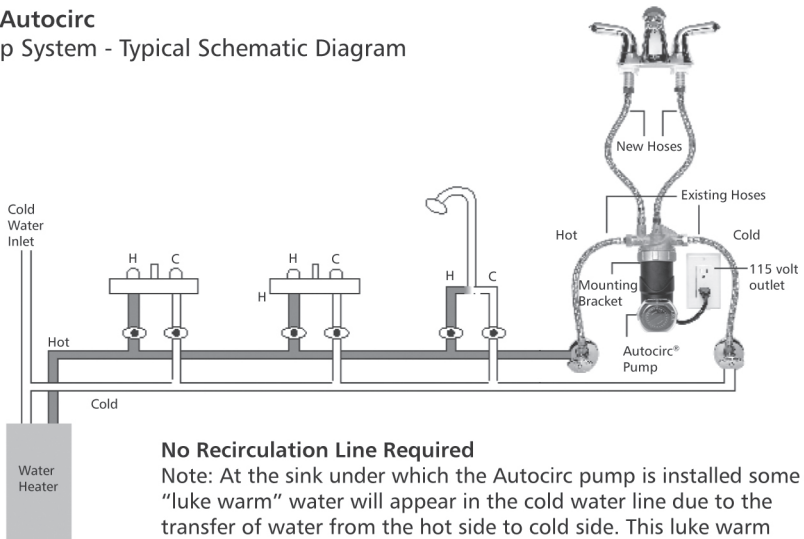 Autocirc
p System - Typical Schematic Diagram
New Hoses
Existing Hoses
Cold
Water
Inlet
Hot
Cold
H
C
H
C
H
C
H
115 volt
outlet
Mounting
Bracket
Hot
Autocirc®
Pump
Cold
Water
Heater
No Recirculation Line Required
Note: At the sink under which the Autocirc pump is installed some
“luke warm” water will appear in the cold water line due to the
transfer of water from the hot side to cold side. This luke warm